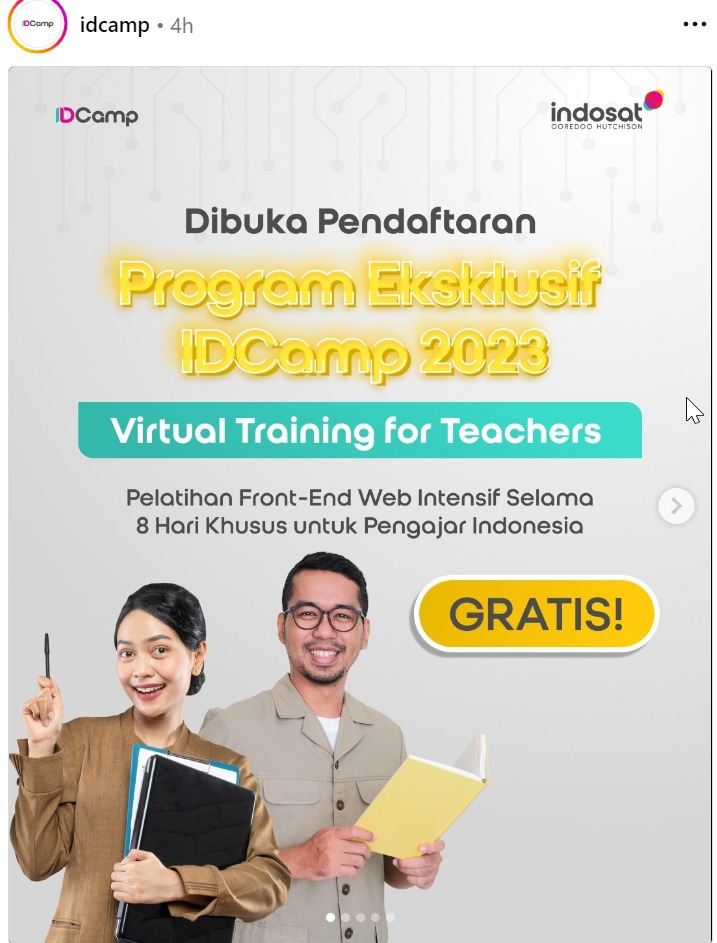 IDCamp
idcamp • 4h
IDCamp
indosat
OOREDOO HUTCHISON
Dibuka Pendaftaran
Program Eksklusif
IDCamp 2023
Virtual Training for Teachers
Pelatihan Front-End Web Intensif Selama
8 Hari Khusus untuk Pengajar Indonesia
GRATIS!